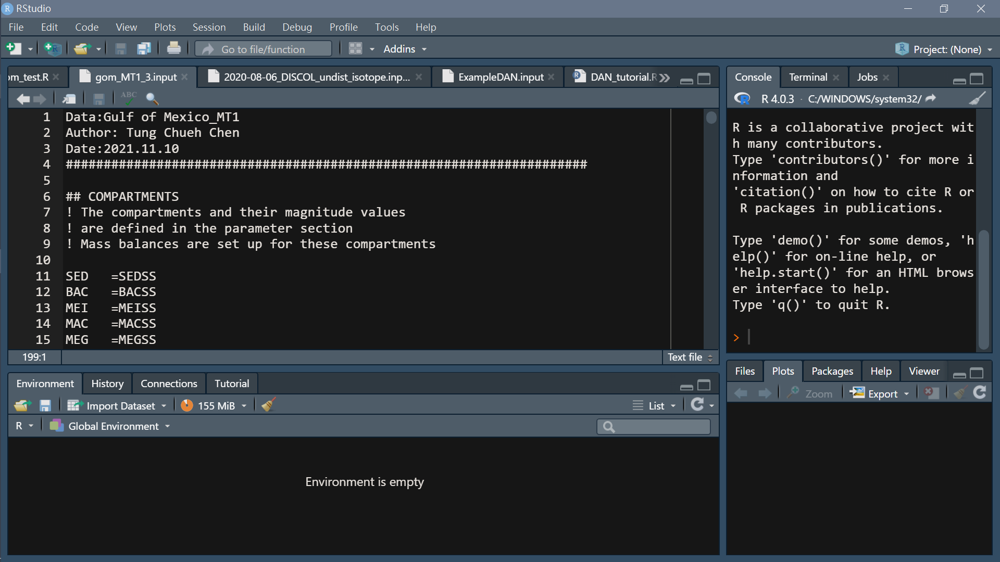 RStudio
File Edit Code View Plots Session Build Debug Profile Tools Help
Go to file/function Addins Project: (None)
om_test.R gom_MT1_3.input 2020-08-06_DISCOL_undist_isotope.inp... ExampleDAN.input DAN_tutorial.R
ABC
1 Data:Gulf of Mexico_MT1
2 Author: Tung Chueh Chen
3 Date:2021.11.10
4 #####################################################################
5
6 ## COMPARTMENTS
7 ! The compartments and their magnitude values
8 ! are defined in the parameter section
9 ! Mass balances are set up for these compartments
10
11 SED =SEDSS
12 BAC =BACSS
13 MEI =MEISS
14 MAC =MACSS
15 MEG =MEGSS
199:1 Text file
Console Terminal Jobs
R 4.0.3 · C:/WINDOWS/system32/
R is a collaborative project wit
h many contributors.
Type 'contributors()' for more i
nformation and
'citation()' on how to cite R or
R packages in publications.
Type 'demo()' for some demos, 'h
elp()' for on-line help, or
'help.start()' for an HTML brows
er interface to help.
Type 'q()' to quit R.
>
Environment History Connections Tutorial
Import Dataset 155 MiB List
R Global Environment
Environment is empty
Files Plots Packages Help Viewer
Zoom Export